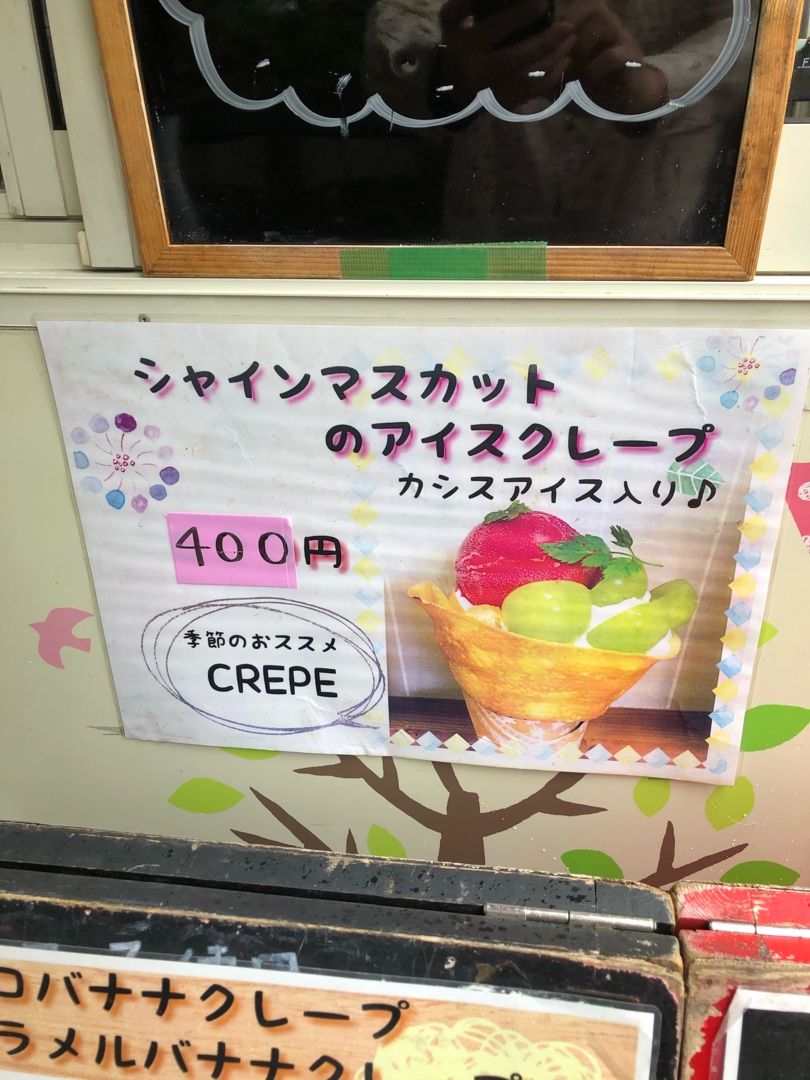 シャインマスカット
のアイスクレープ
カシスアイス入り♪
400円
季節のおススメ
CREPE
コバナナクレープ
ラメルバナナク